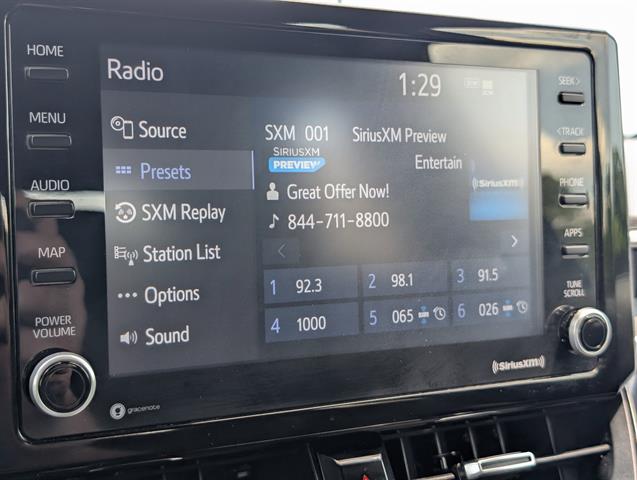 HOME
MENU
AUDIO
MAP
POWER
VOLUME
Radio
1:29
Source
Presets
SXM Replay
Station List
Options
Sound
SXM 001 SiriusXM Preview
SIRIUSXM
PREVIEW
Entertain
SiriusXM
Great Offer Now!
844-711-8800
1 92.3 2 98.1 3 91.5
4 1000 5 065 6 026
SEEK>
<TRACK
PHONE
APPS
TUNE
SCROLL
gracenote
SiriusXM